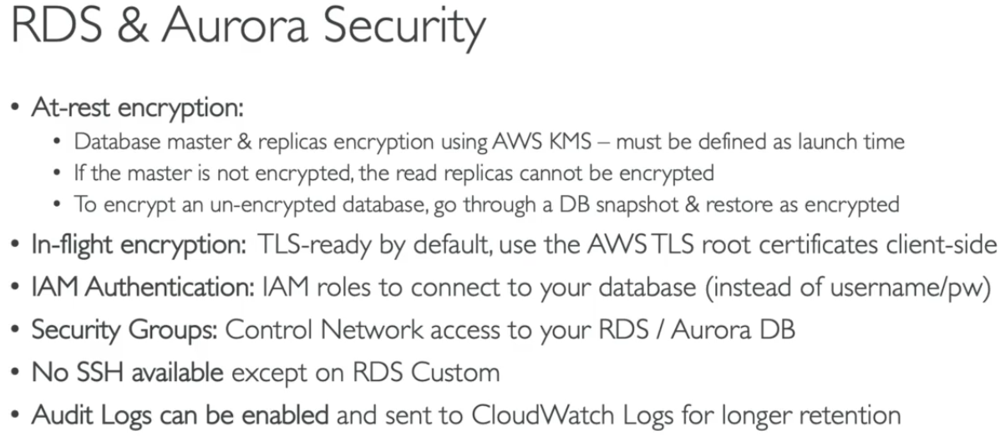 RDS & Aurora Security
• At-rest encryption:
• Database master & replicas encryption using AWS KMS – must be defined as launch time
• If the master is not encrypted, the read replicas cannot be encrypted
• To encrypt an un-encrypted database, go through a DB snapshot & restore as encrypted
• In-flight encryption: TLS-ready by default, use the AWS TLS root certificates client-side
• IAM Authentication: IAM roles to connect to your database (instead of username/pw)
• Security Groups: Control Network access to your RDS / Aurora DB
• No SSH available except on RDS Custom
• Audit Logs can be enabled and sent to CloudWatch Logs for longer retention